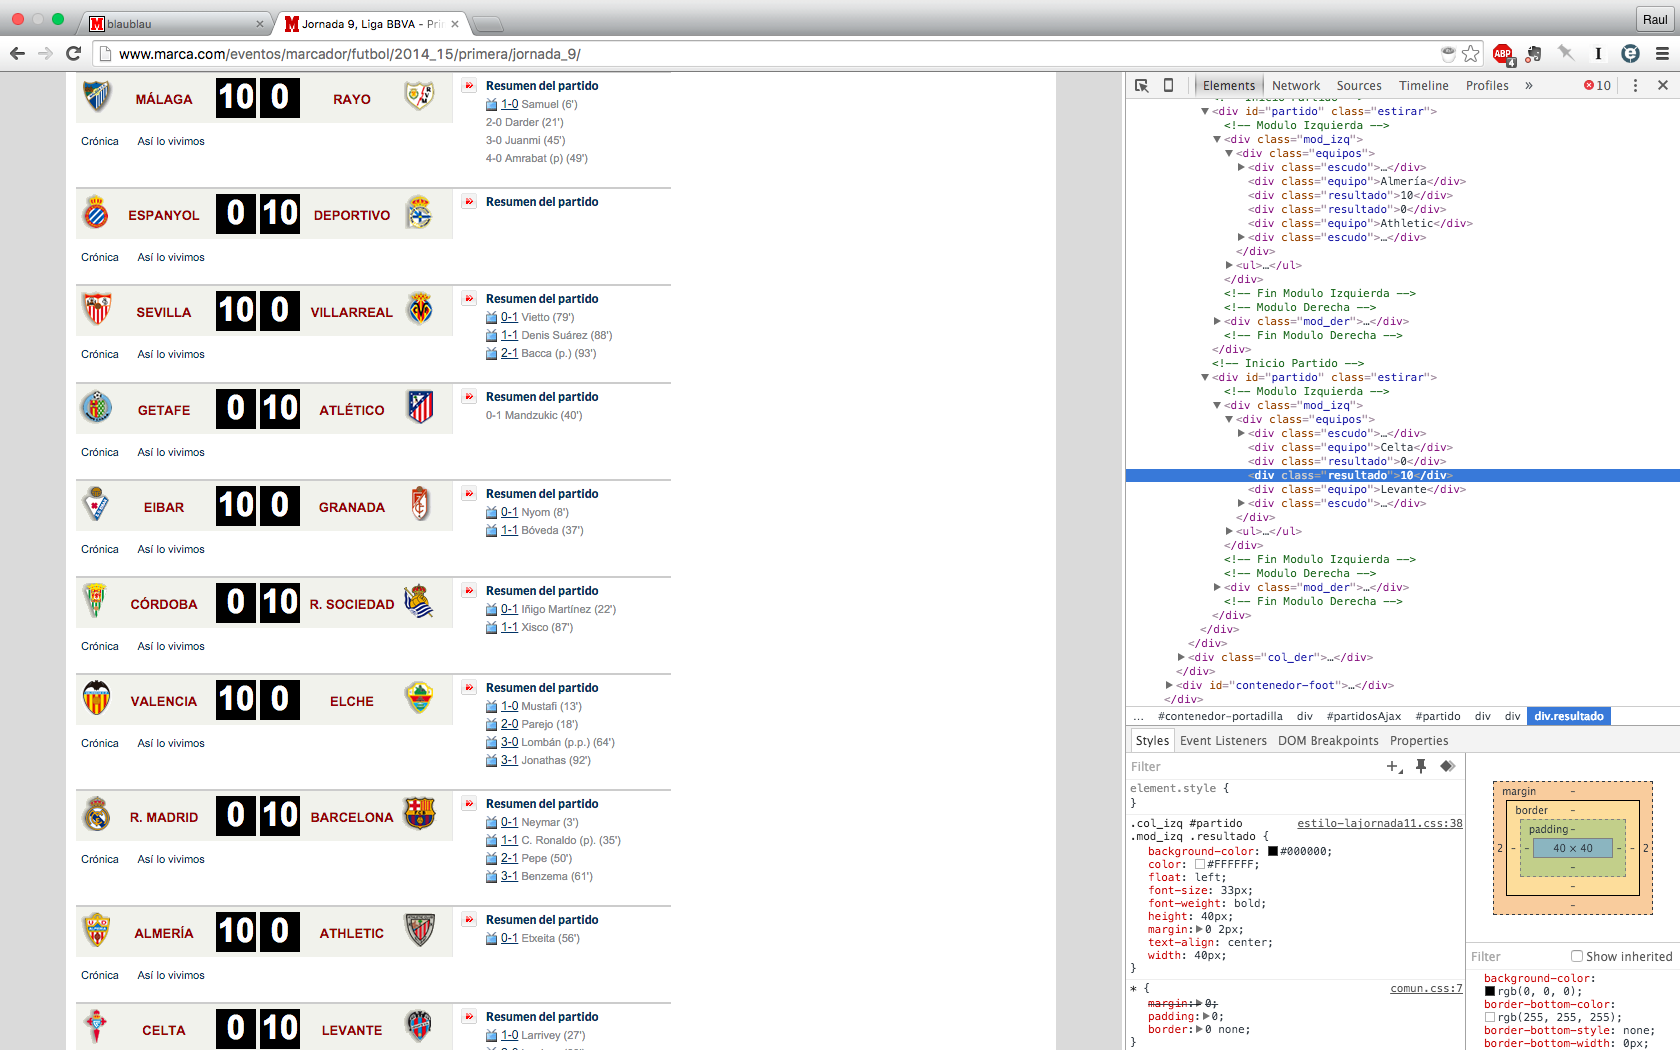 blaublau
Jornada 9, Liga BBVA - Pri
Raul
www.marca.com/eventos/marcador/futbol/2014_15/primera/jornada_9/
ABP
4
MÁLAGA 10 0 RAYO
Crónica Así lo vivimos
Resumen del partido
1-0 Samuel (6')
2-0 Darder (21')
3-0 Juanmi (45')
4-0 Amrabat (p) (49')
ESPANYOL 0 10 DEPORTIVO
Crónica Así lo vivimos
Resumen del partido
SEVILLA 10 0 VILLARREAL
Crónica Así lo vivimos
Resumen del partido
0-1 Vietto (79')
1-1 Denis Suárez (88')
2-1 Bacca (p.) (93')
GETAFE 0 10 ATLÉTICO
Crónica Así lo vivimos
Resumen del partido
0-1 Mandzukic (40')
EIBAR 10 0 GRANADA
Crónica Así lo vivimos
Resumen del partido
0-1 Nyom (8')
1-1 Bóveda (37')
CÓRDOBA 0 10 R. SOCIEDAD
Crónica Así lo vivimos
Resumen del partido
0-1 Iñigo Martínez (22')
1-1 Xisco (87')
VALENCIA 10 0 ELCHE
Crónica Así lo vivimos
Resumen del partido
1-0 Mustafi (13')
2-0 Parejo (18')
3-0 Lombán (p.p.) (64')
3-1 Jonathas (92')
R. MADRID 0 10 BARCELONA
Crónica Así lo vivimos
Resumen del partido
0-1 Neymar (3')
1-1 C. Ronaldo (p). (35')
2-1 Pepe (50')
3-1 Benzema (61')
ALMERÍA 10 0 ATHLETIC
Crónica Así lo vivimos
Resumen del partido
0-1 Etxeita (56')
CELTA 0 10 LEVANTE
Resumen del partido
1-0 Larrivey (27')
Elements Network Sources Timeline Profiles » 10
<!-- Inicio Partido -->
<div id="partido" class="estirar">
<!-- Modulo Izquierda -->
<div class="mod_izq">
<div class="equipos">
<div class="escudo">…</div>
<div class="equipo">Almería</div>
<div class="resultado">10</div>
<div class="resultado">0</div>
<div class="equipo">Athletic</div>
<div class="escudo">…</div>
</div>
<ul>…</ul>
</div>
<!-- Fin Modulo Izquierda -->
<!-- Modulo Derecha -->
<div class="mod_der">…</div>
<!-- Fin Modulo Derecha -->
</div>
<!-- Inicio Partido -->
<div id="partido" class="estirar">
<!-- Modulo Izquierda -->
<div class="mod_izq">
<div class="equipos">
<div class="escudo">…</div>
<div class="equipo">Celta</div>
<div class="resultado">0</div>
<div class="resultado">10</div>
<div class="equipo">Levante</div>
<div class="escudo">…</div>
</div>
<ul>…</ul>
</div>
<!-- Fin Modulo Izquierda -->
<!-- Modulo Derecha -->
<div class="mod_der">…</div>
<!-- Fin Modulo Derecha -->
</div>
</div>
</div>
<div class="col_der">…</div>
</div>
<div id="contenedor-foot">…</div>
</div>
... #contenedor-portadilla div #partidosAjax #partido div div div.resultado
Styles Event Listeners DOM Breakpoints Properties
Filter
element.style {
}
.col_izq #partido estilo-lajornada11.css:38
.mod_izq .resultado {
background-color: #000000;
color: #FFFFFF;
float: left;
font-size: 33px;
font-weight: bold;
height: 40px;
margin: 0 2px;
text-align: center;
width: 40px;
}
* { comun.css:7
margin: 0;
padding: 0;
border: 0 none;
}
margin -
border -
padding -
2 - - 40 × 40 - - 2
-
-
-
Filter Show inherited
background-color:
rgb(0, 0, 0);
border-bottom-color:
rgb(255, 255, 255);
border-bottom-style: none;
border-bottom-width: 0px;